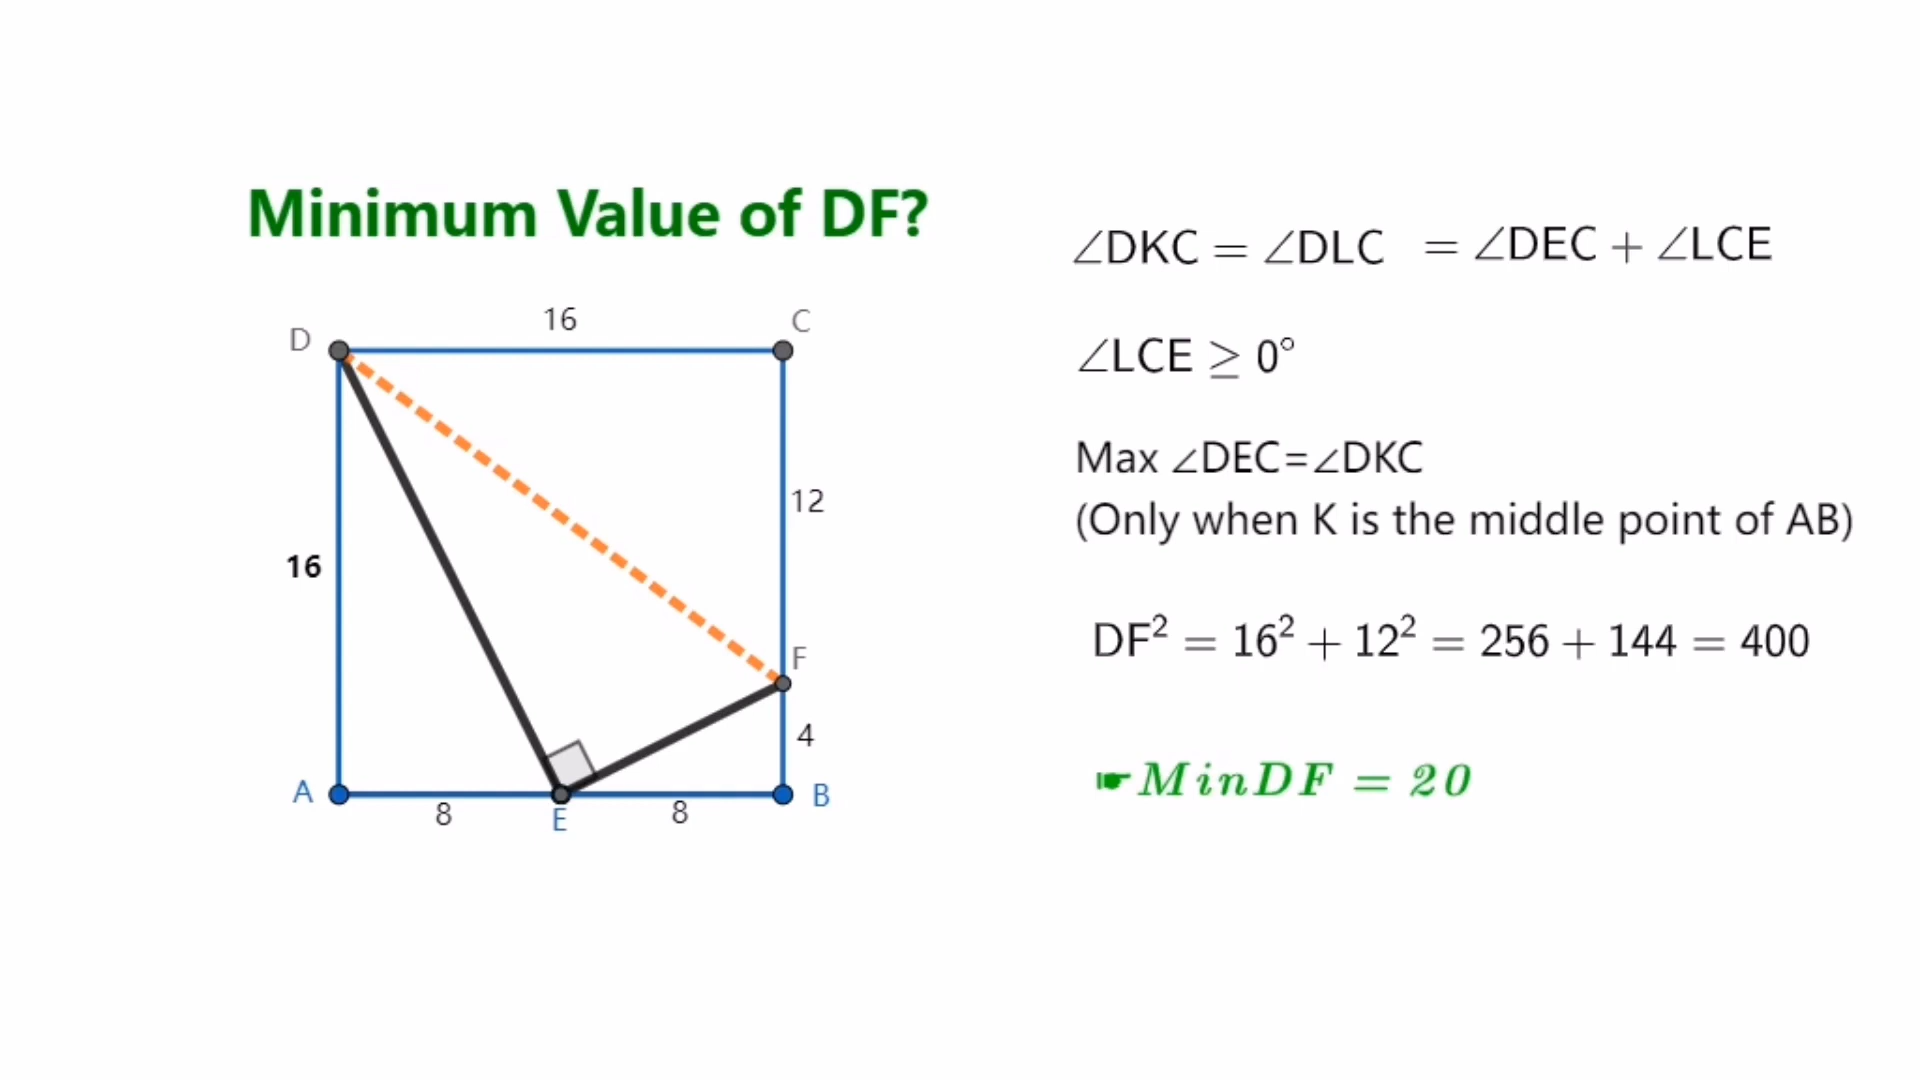 Minimum Value of DF?
∠DKC = ∠DLC = ∠DEC + ∠LCE
∠LCE ≥ 0°
Max ∠DEC=∠DKC
(Only when K is the middle point of AB)
DF² = 16² + 12² = 256 + 144 = 400
☛MinDF = 20
16
D
C
12
16
F
4
A
B
8
E
8